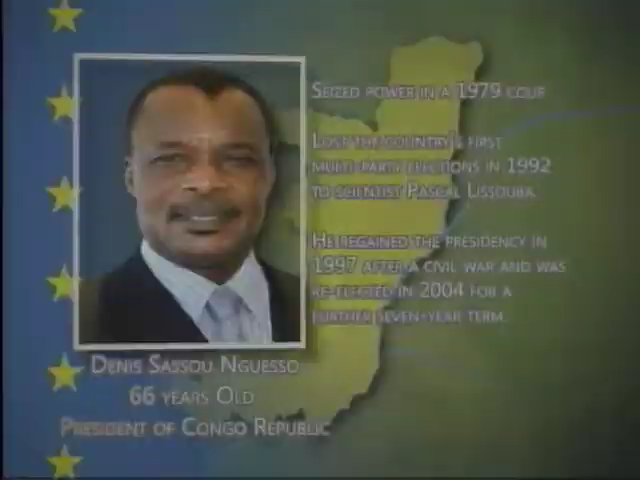 SEIZED POWER IN A 1979 COUP
LOST THE COUNTRY'S FIRST
MULTI-PARTY ELECTIONS IN 1992
TO SCIENTIST PASCAL LISSOUBA.
HE REGAINED THE PRESIDENCY IN
1997 AFTER A CIVIL WAR AND WAS
RE-ELECTED IN 2004 FOR A
FURTHER SEVEN-YEAR TERM.
DENIS SASSOU NGUESSO
66 YEARS OLD
PRESIDENT OF CONGO REPUBLIC